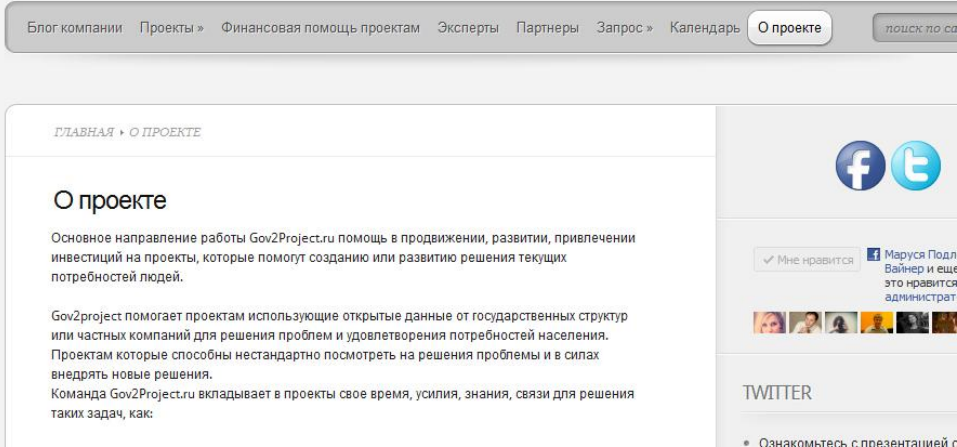 Блог компании Проекты » Финансовая помощь проектам Эксперты Партнеры Запрос » Календарь О проекте поиск по
ГЛАВНАЯ ▸ О ПРОЕКТЕ
О проекте
Основное направление работы Gov2Project.ru помощь в продвижении, развитии, привлечении
инвестиций на проекты, которые помогут созданию или развитию решения текущих
потребностей людей.
Gov2project помогает проектам использующие открытые данные от государственных структур
или частных компаний для решения проблем и удовлетворения потребностей населения.
Проектам которые способны нестандартно посмотреть на решения проблемы и в силах
внедрять новые решения.
Команда Gov2Project.ru вкладывает в проекты свое время, усилия, знания, связи для решения
таких задач, как:
Мне нравится
Маруся Подл
Вайнер и еще
это нравится
администрат
TWITTER
• Ознакомьтесь с презентацией